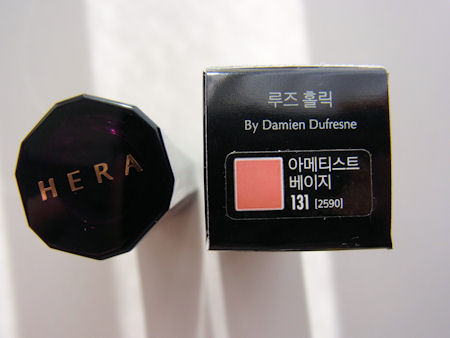 HERA
루즈 홀릭
By Damien Dufresne
아메티스트
베이지
131 [2590]